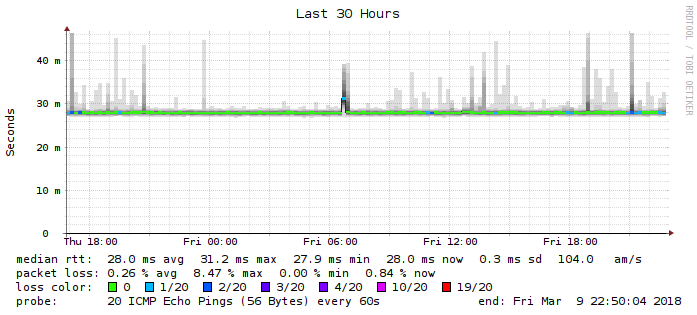 Last 30 Hours
RRDTOOL / TOBI OETIKER
Seconds
40 m
30 m
20 m
10 m
0
Thu 18:00 Fri 00:00 Fri 06:00 Fri 12:00 Fri 18:00
median rtt: 28.0 ms avg 31.2 ms max 27.9 ms min 28.0 ms now 0.3 ms sd 104.0 am/s
packet loss: 0.26 % avg 8.47 % max 0.00 % min 0.84 % now
loss color: 0 1/20 2/20 3/20 4/20 10/20 19/20
probe: 20 ICMP Echo Pings (56 Bytes) every 60s end: Fri Mar 9 22:50:04 2018